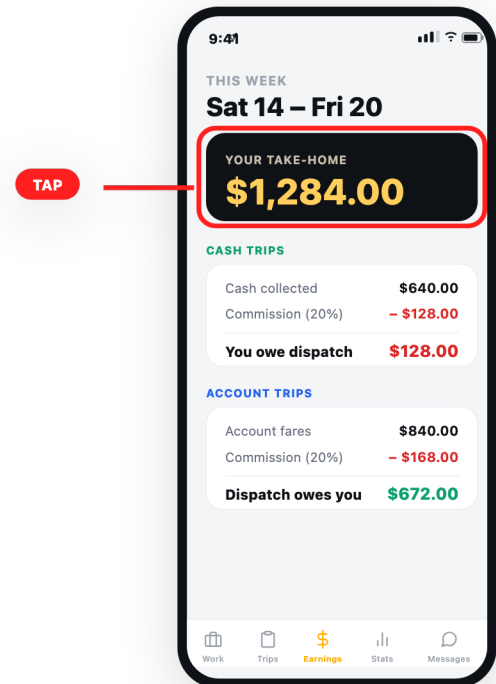 9:41
THIS WEEK
Sat 14 – Fri 20
YOUR TAKE-HOME
$1,284.00
TAP
CASH TRIPS
Cash collected $640.00
Commission (20%) – $128.00
You owe dispatch $128.00
ACCOUNT TRIPS
Account fares $840.00
Commission (20%) – $168.00
Dispatch owes you $672.00
Work Trips Earnings Stats Messages